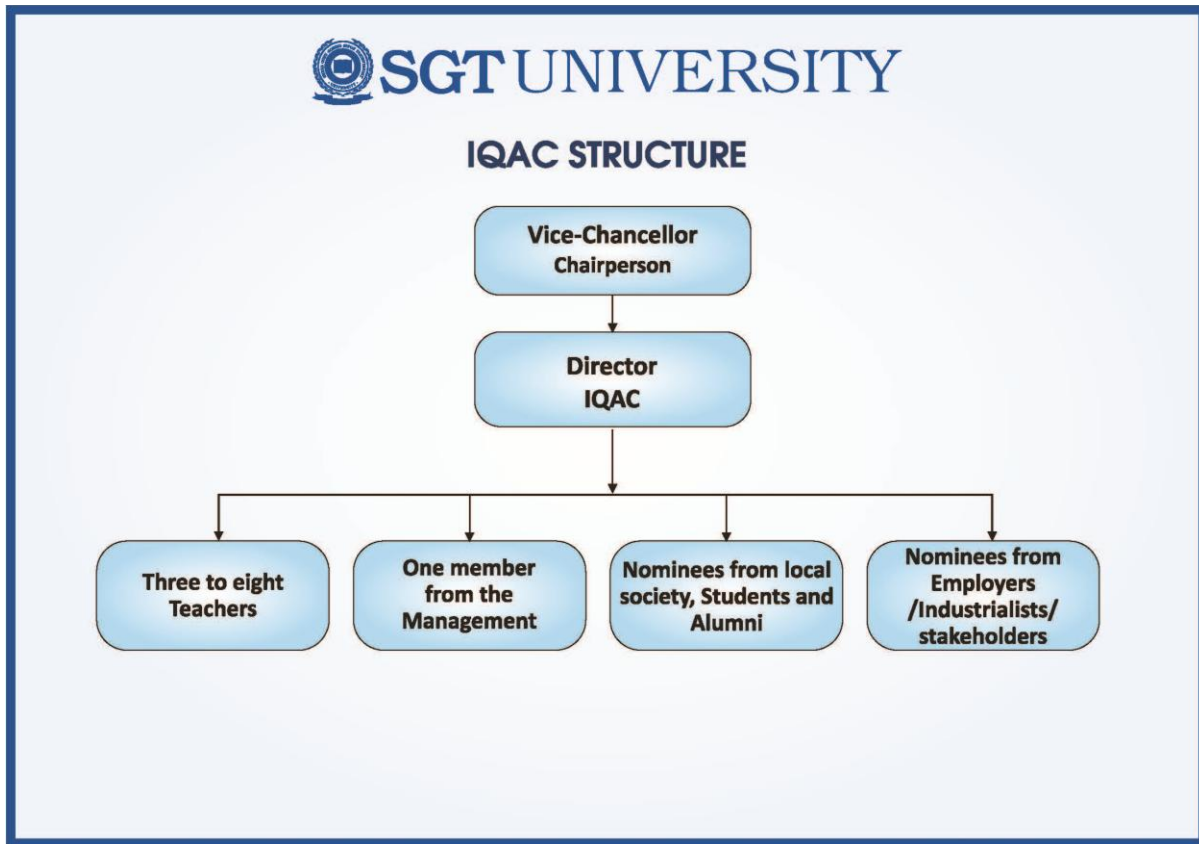 SGT UNIVERSITY
IQAC STRUCTURE
Vice-Chancellor
Chairperson
Director
IQAC
Three to eight
Teachers
One member
from the
Management
Nominees from local
society, Students and
Alumni
Nominees from
Employers
/Industrialists/
stakeholders